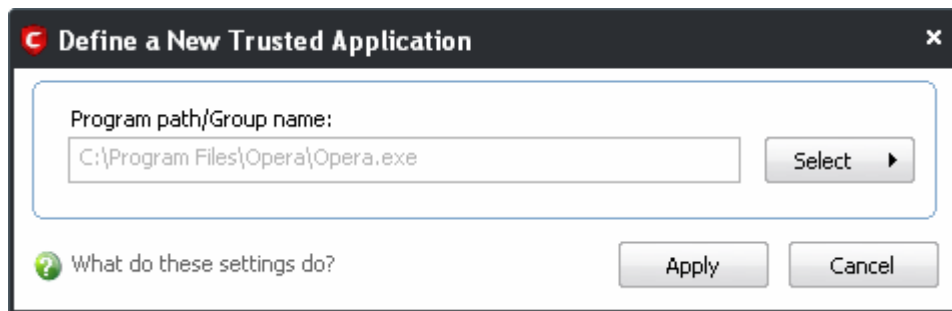 C Define a New Trusted Application
Program path/Group name:
C:\Program Files\Opera\Opera.exe
Select
What do these settings do?
Apply
Cancel